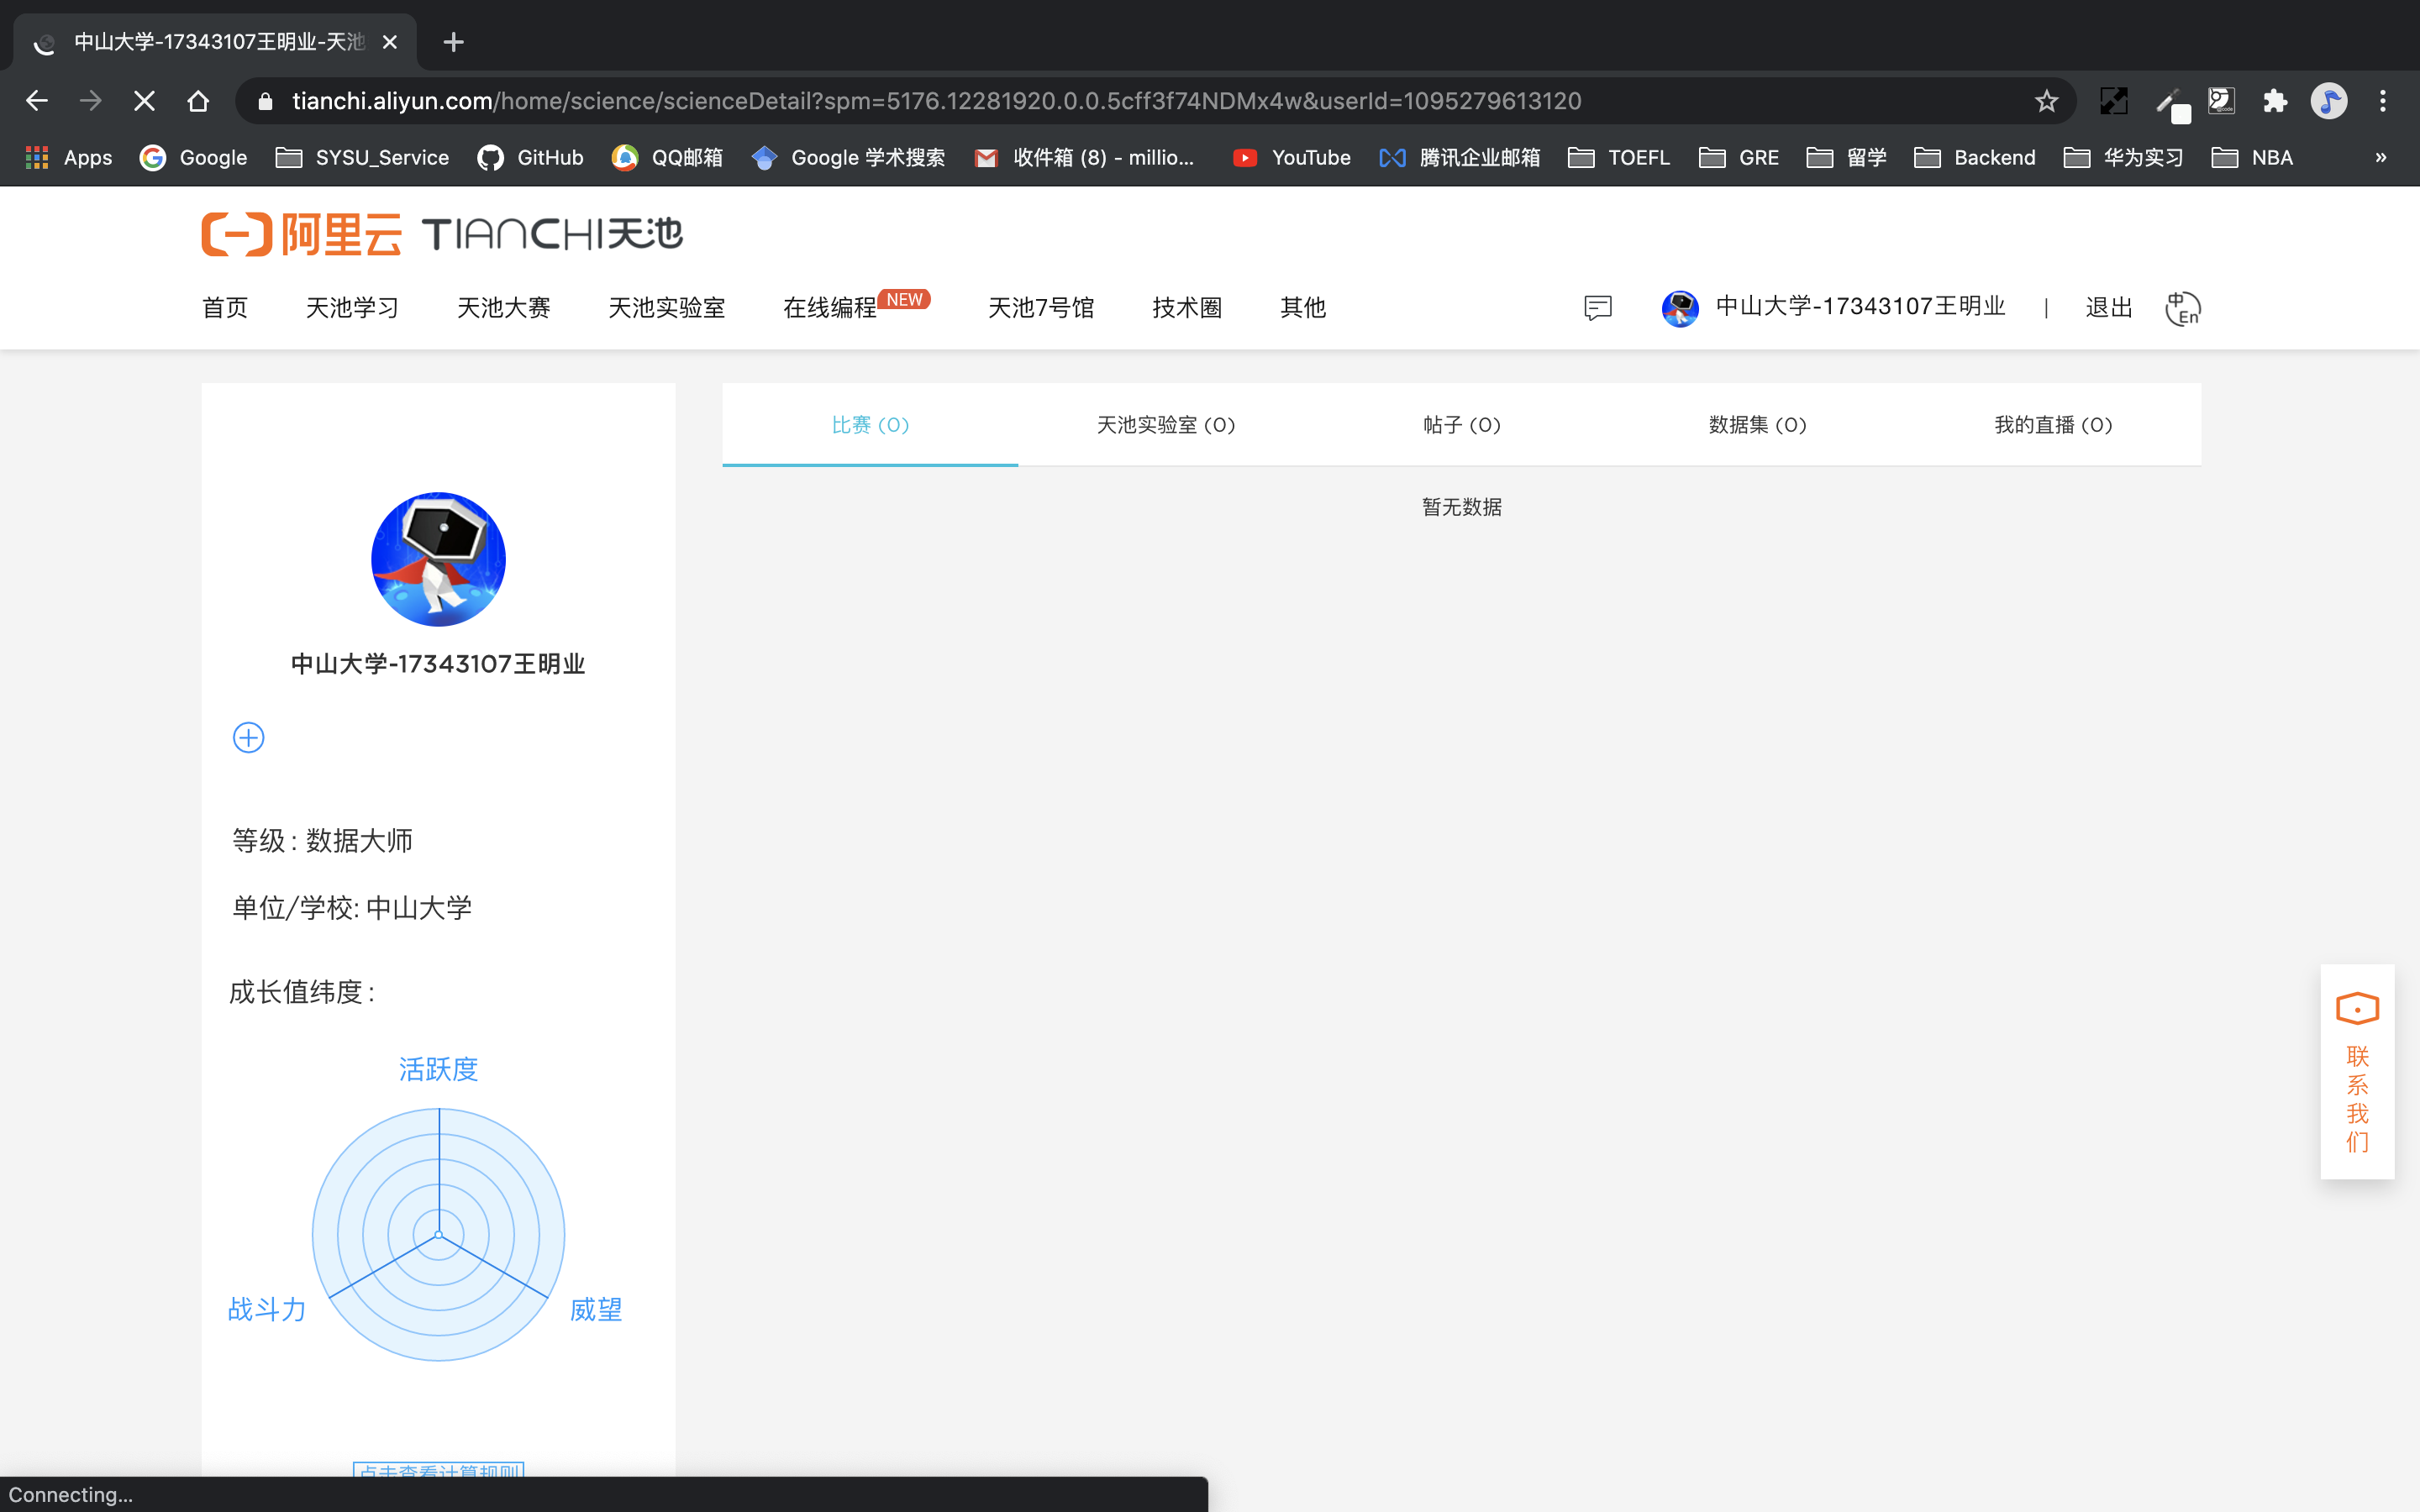 中山大学-17343107王明业-天池
tianchi.aliyun.com/home/science/scienceDetail?spm=5176.12281920.0.0.5cff3f74NDMx4w&userId=1095279613120
Apps Google SYSU_Service GitHub QQ邮箱 Google 学术搜索 收件箱 (8) - millio... YouTube 腾讯企业邮箱 TOEFL GRE 留学 Backend 华为实习 NBA »
阿里云 TIANCHI天池
首页 天池学习 天池大赛 天池实验室 在线编程 NEW 天池7号馆 技术圈 其他 中山大学-17343107王明业 | 退出 中 En
比赛 (0) 天池实验室 (0) 帖子 (0) 数据集 (0) 我的直播 (0)
暂无数据
中山大学-17343107王明业
等级 : 数据大师
单位/学校: 中山大学
成长值纬度 :
活跃度
战斗力 威望
点击查看计算规则
联系我们
Connecting...